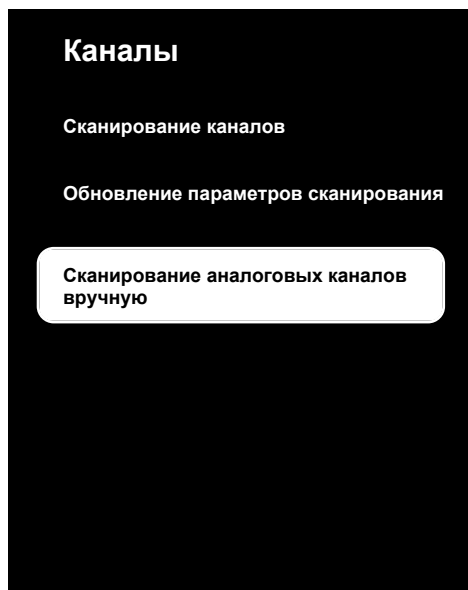 Каналы
Сканирование каналов
Обновление параметров сканирования
Сканирование аналоговых каналов
вручную